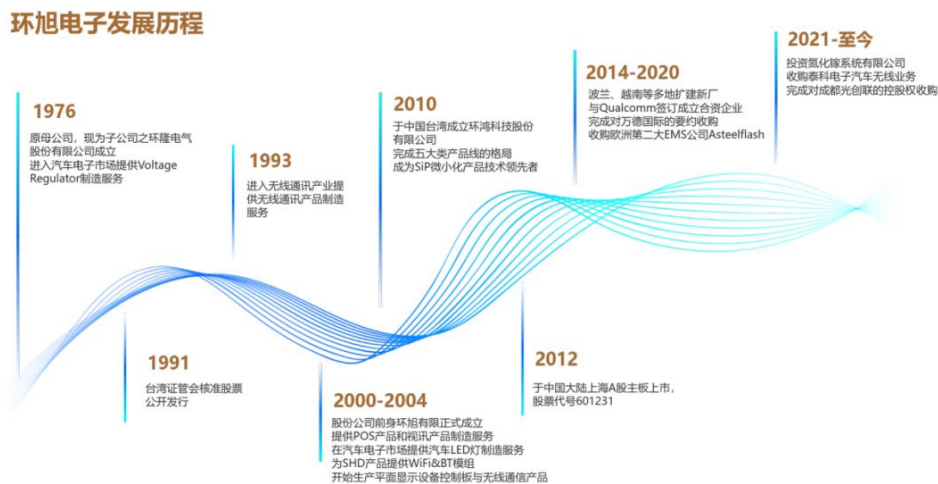 环旭电子发展历程
1976
原母公司，现为子公司之环隆电气
股份有限公司成立
进入汽车电子市场提供Voltage
Regulator制造服务
1991
台湾证管会核准股票
公开发行
1993
进入无线通讯产业提
供无线通讯产品制造
服务
2000-2004
股份公司前身环旭有限正式成立
提供POS产品和视讯产品制造服务
在汽车电子市场提供汽车LED灯制造服务
为SHD产品提供WiFi&BT模组
开始生产平面显示设备控制板与无线通信产品
2010
于中国台湾成立环鸿科技股份
有限公司
完成五大类产品线的格局
成为SiP微小化产品技术领先者
2012
于中国大陆上海A股主板上市，
股票代号601231
2014-2020
波兰、越南等多地扩建新厂
与Qualcomm签订成立合资企业
完成对万德国际的要约收购
收购欧洲第二大EMS公司Asteelflash
2021-至今
投资氮化镓系统有限公司
收购泰科电子汽车无线业务
完成对成都光创联的控股权收购